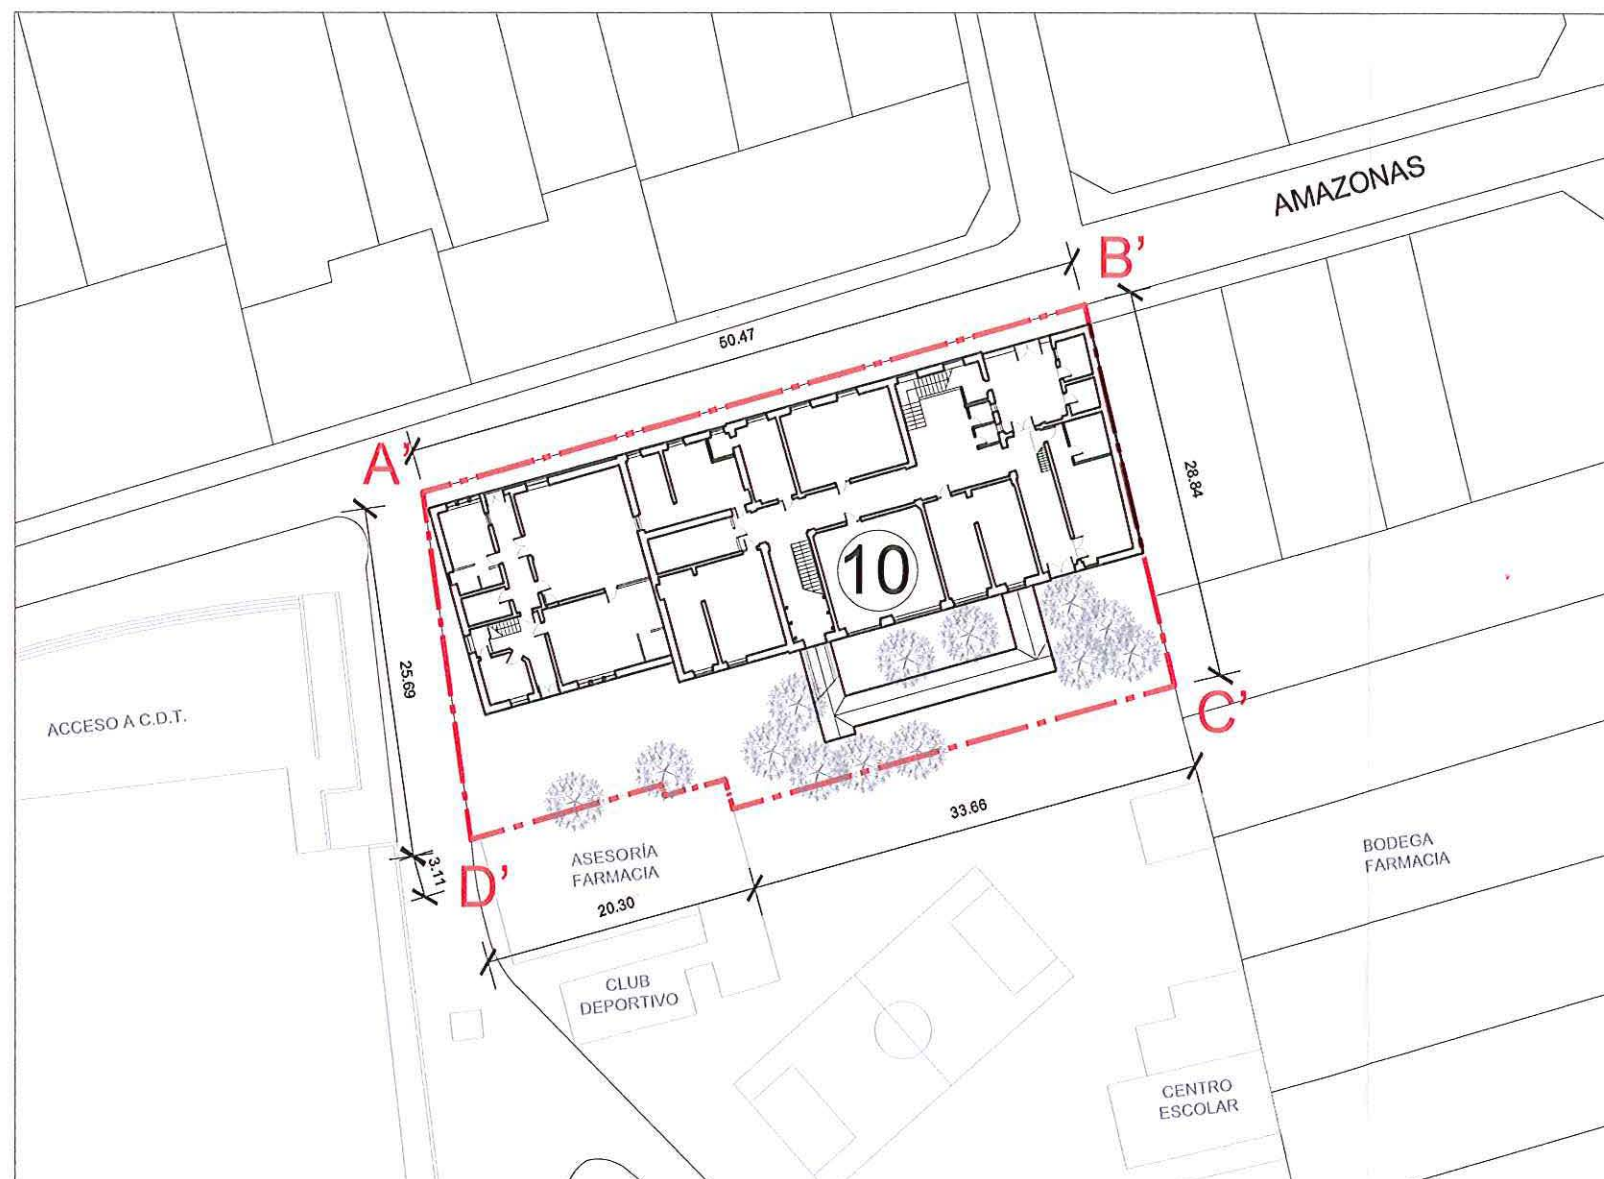 AMAZONAS
B'
50.47
A'
28.84
10
25.69
ACCESO A C.D.T.
C'
33.66
3.11
D'
ASESORÍA
FARMACIA
20.30
BODEGA
FARMACIA
CLUB
DEPORTIVO
CENTRO
ESCOLAR